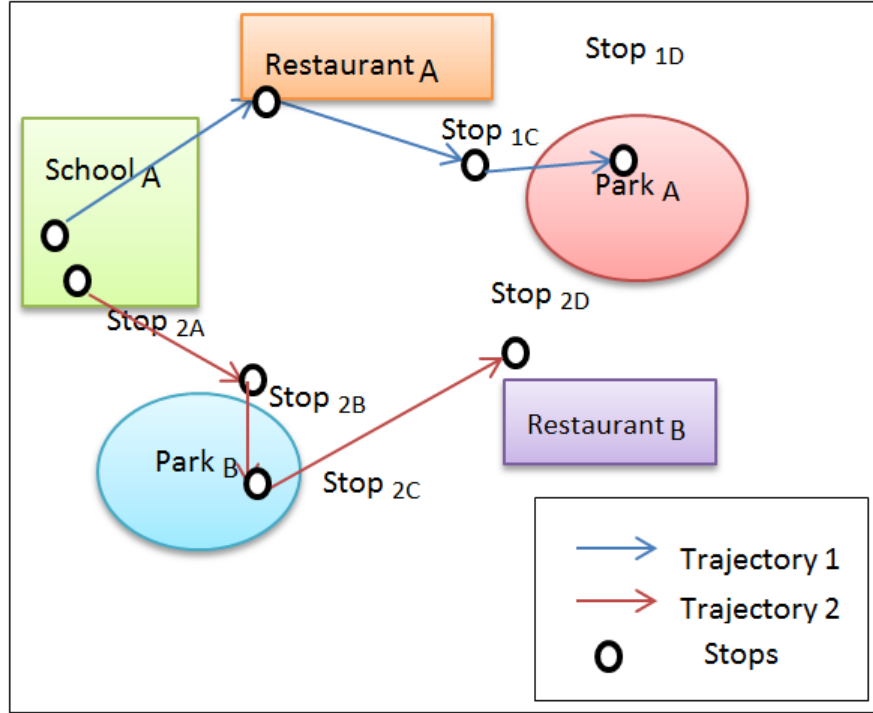 Stop 1D
Restaurant A
Stop 1C
School A
Park A
Stop 2D
Stop 2A
Stop 2B
Restaurant B
Park B
Stop 2C
Trajectory 1
Trajectory 2
Stops